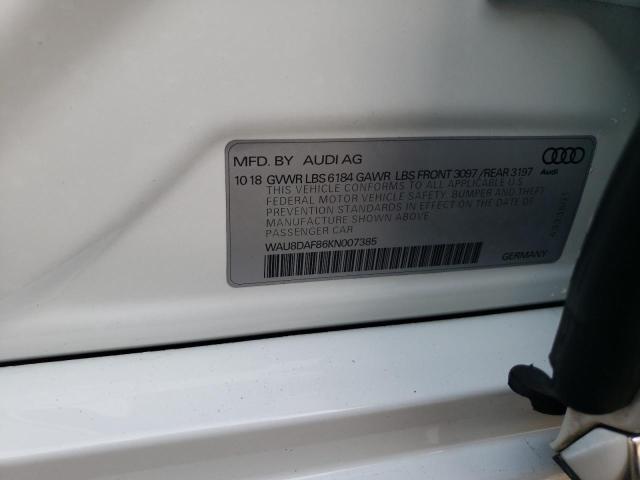 MFD. BY AUDI AG
Audi
10 18 GVWR LBS 6184 GAWR LBS FRONT 3097 / REAR 3197
THIS VEHICLE CONFORMS TO ALL APPLICABLE U.S.
FEDERAL MOTOR VEHICLE SAFETY. BUMPER AND THEFT
PREVENTION STANDARDS IN EFFECT ON THE DATE OF
MANUFACTURE SHOWN ABOVE.
PASSENGER CAR
WAU8DAF86KN007385
GERMANY